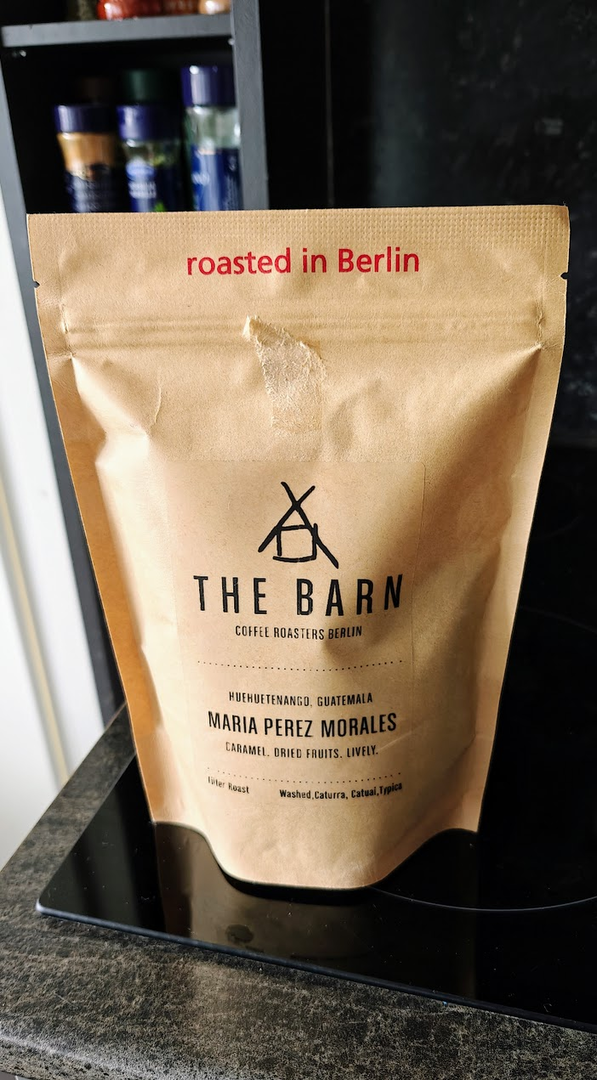 roasted in Berlin
THE BARN
COFFEE ROASTERS BERLIN
HUEHUETENANGO, GUATEMALA
MARIA PEREZ MORALES
CARAMEL. DRIED FRUITS. LIVELY.
Filter Roast Washed,Caturra, Catuai,Typica